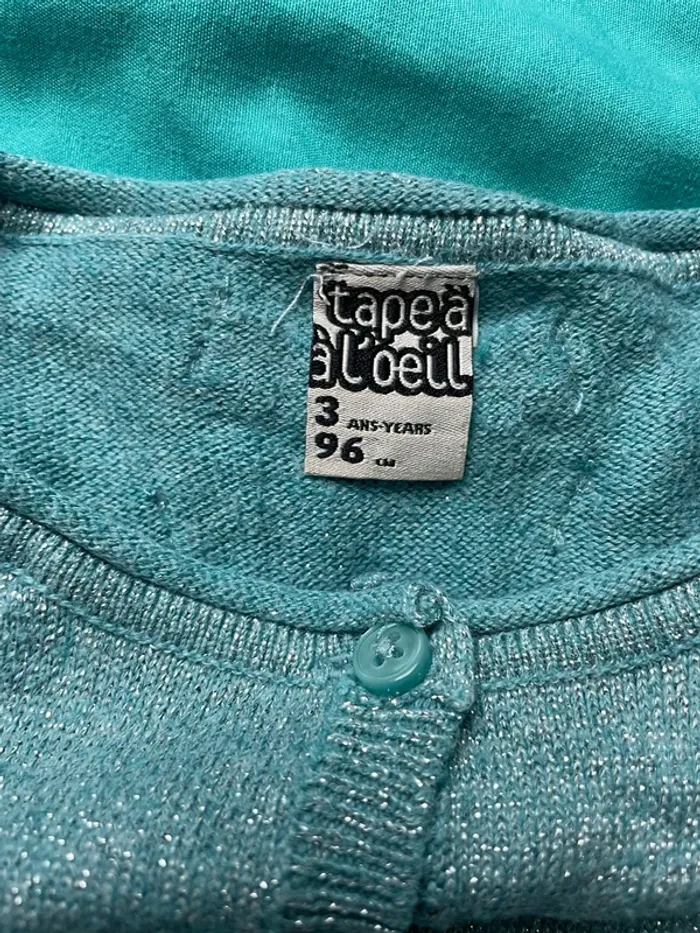 tape à
à l'oeil
3 ANS-YEARS
96 CM